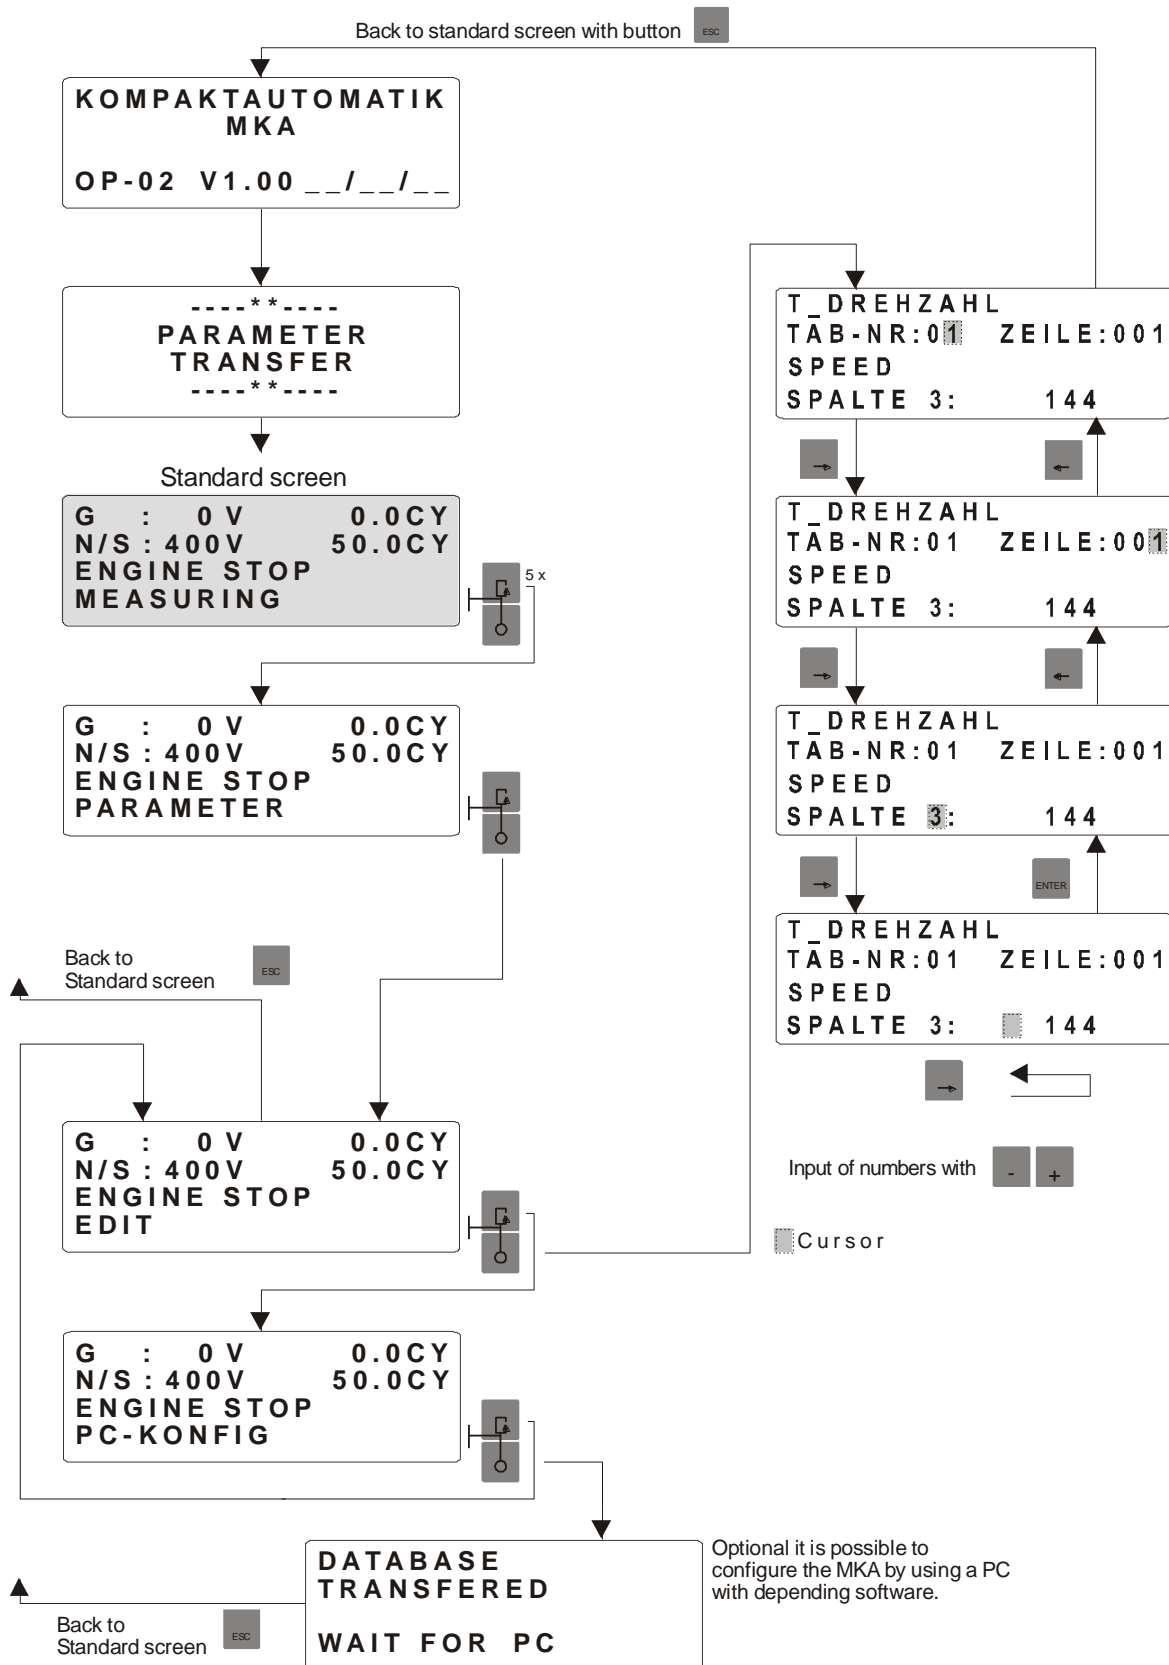 Back to standard screen with button ESC
KOMPAKTAUTOMATIK
MKA
OP-02 V1.00 __/__/__
----**----
PARAMETER
TRANSFER
----**----
Standard screen
G : 0 V 0.0CY
N/S : 400V 50.0CY
ENGINE STOP
MEASURING
5 x
G : 0 V 0.0CY
N/S : 400V 50.0CY
ENGINE STOP
PARAMETER
Back to
Standard screen
ESC
G : 0 V 0.0CY
N/S : 400V 50.0CY
ENGINE STOP
EDIT
G : 0 V 0.0CY
N/S : 400V 50.0CY
ENGINE STOP
PC-KONFIG
DATABASE
TRANSFERED
WAIT FOR PC
Back to
Standard screen
ESC
Optional it is possible to
configure the MKA by using a PC
with depending software.
T_DREHZAHL
TAB-NR:01 ZEILE:001
SPEED
SPALTE 3: 144
T_DREHZAHL
TAB-NR:01 ZEILE:001
SPEED
SPALTE 3: 144
T_DREHZAHL
TAB-NR:01 ZEILE:001
SPEED
SPALTE 3: 144
ENTER
T_DREHZAHL
TAB-NR:01 ZEILE:001
SPEED
SPALTE 3: 144
Input of numbers with - +
Cursor